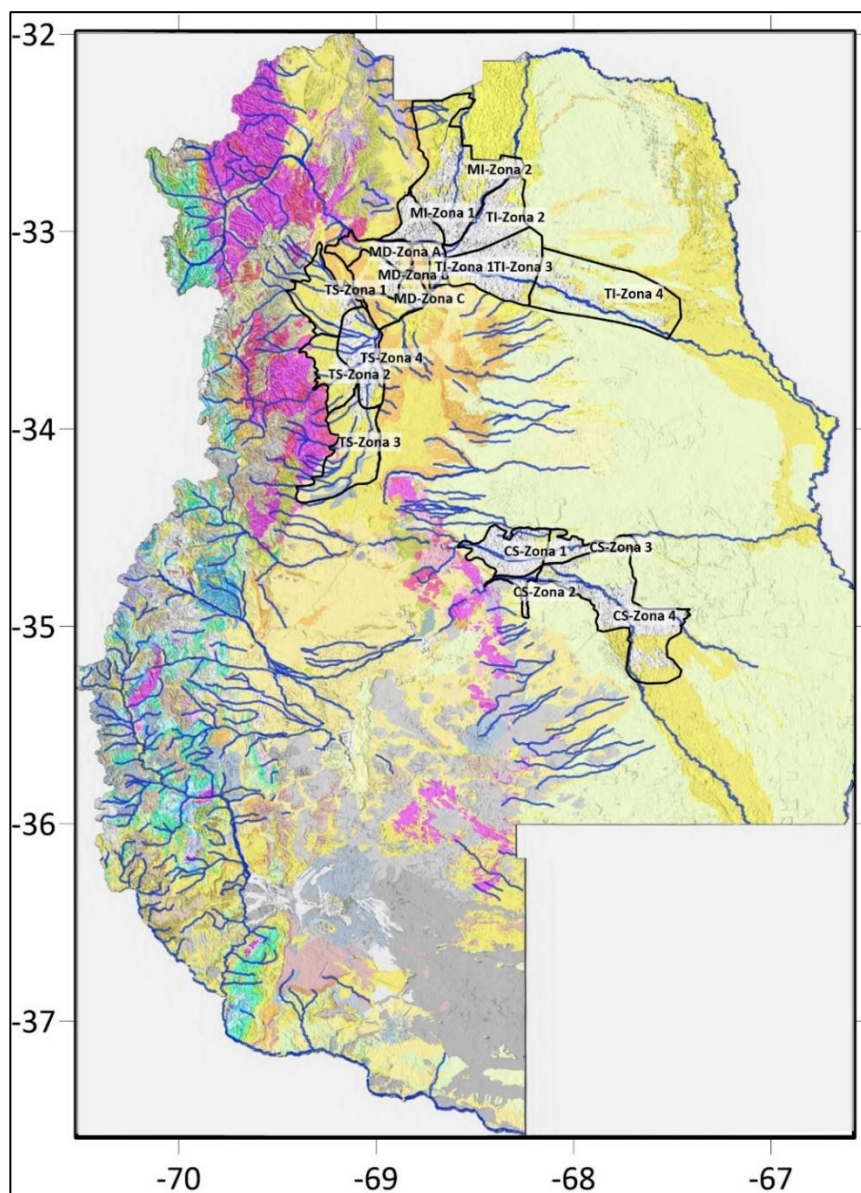 -32
MI-Zona 2
-33
MI-Zona 1
TI-Zona 2
MD-Zona A
TI-Zona 1
TI-Zona 3
MD-Zona B
TS-Zona 1
MD-Zona C
TI-Zona 4
TS-Zona 4
TS-Zona 2
-34
TS-Zona 3
CS-Zona 1
CS-Zona 3
CS-Zona 2
-35
CS-Zona 4
-36
-37
-70
-69
-68
-67